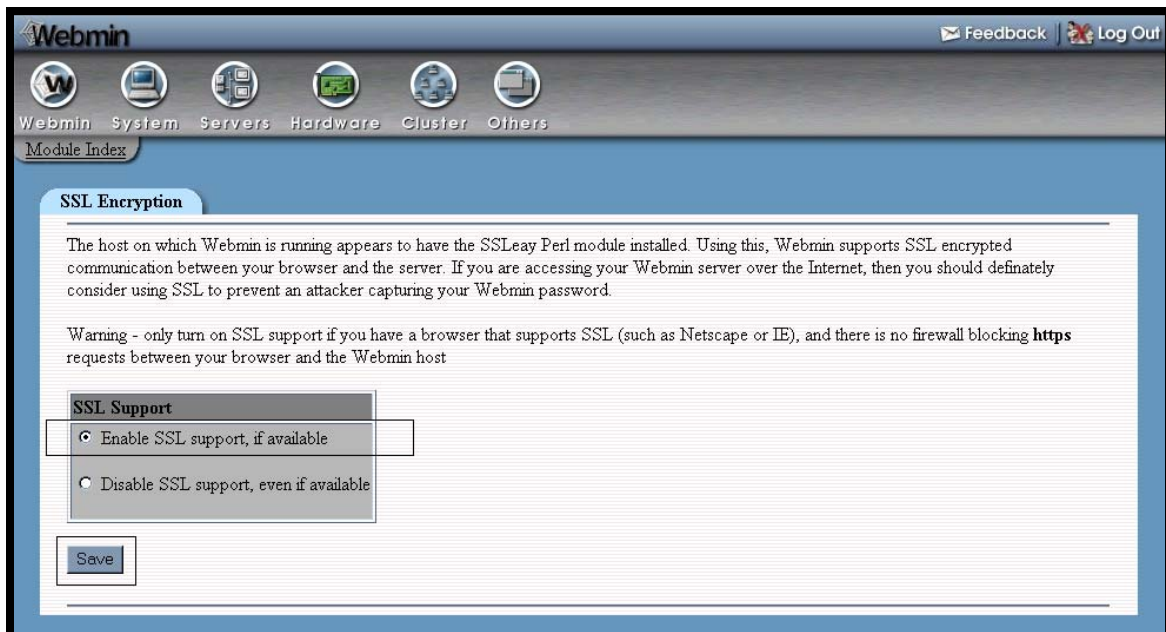 Webmin
Feedback
Log Out
W
Webmin System Servers Hardware Cluster Others
Module Index
SSL Encryption
The host on which Webmin is running appears to have the SSLeay Perl module installed. Using this, Webmin supports SSL encrypted
communication between your browser and the server. If you are accessing your Webmin server over the Internet, then you should definately
consider using SSL to prevent an attacker capturing your Webmin password.
Warning - only turn on SSL support if you have a browser that supports SSL (such as Netscape or IE), and there is no firewall blocking https
requests between your browser and the Webmin host
SSL Support
Enable SSL support, if available
Disable SSL support, even if available
Save